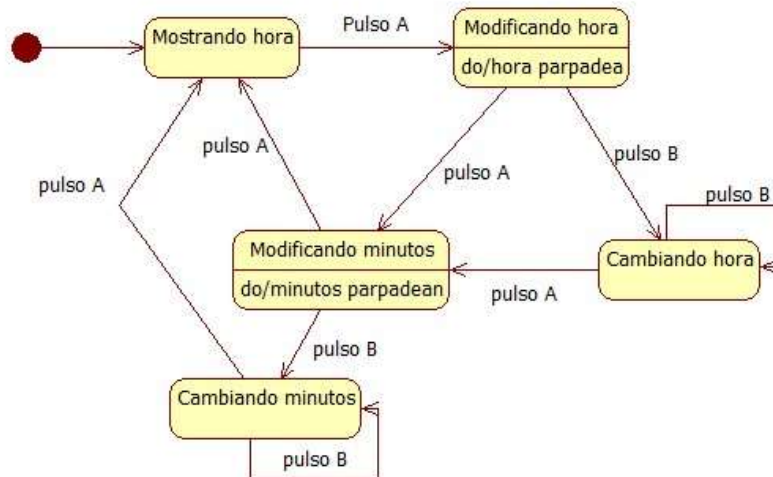 Mostrando hora
Pulso A
Modificando hora
do/hora parpadea
pulso A
pulso A
pulso A
pulso B
pulso B
Modificando minutos
do/minutos parpadean
pulso A
Cambiando hora
pulso B
Cambiando minutos
pulso B